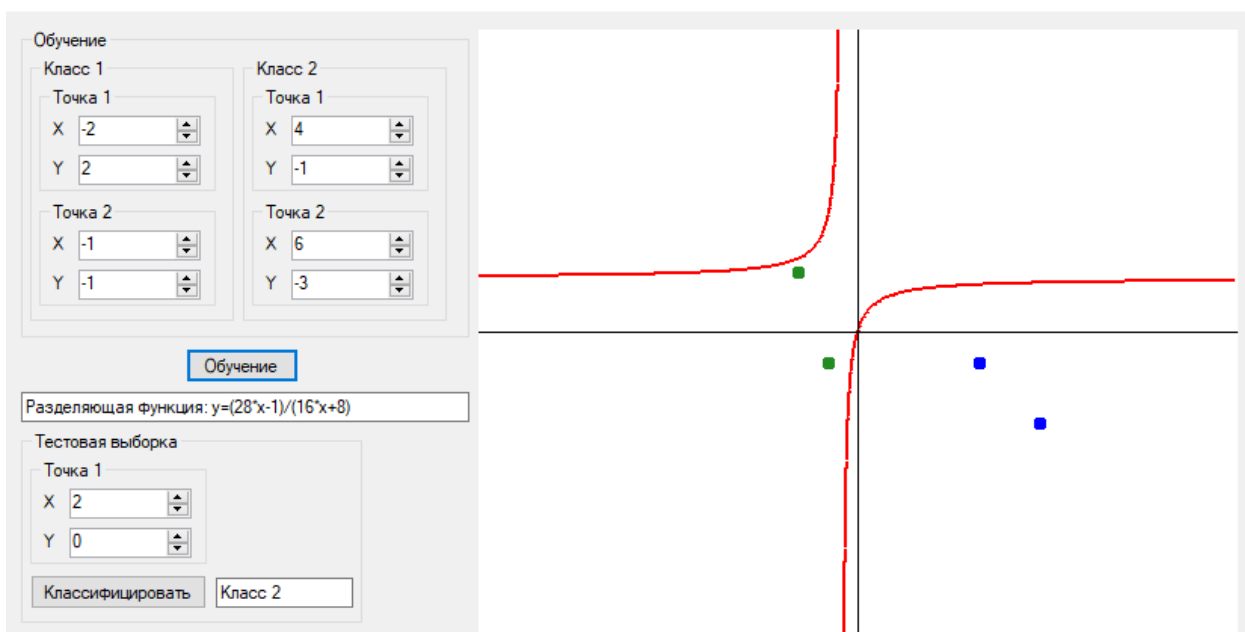 Обучение
Класс 1
Класс 2
Точка 1
Точка 1
X -2
X 4
Y 2
Y -1
Точка 2
Точка 2
X -1
X 6
Y -1
Y -3
Обучение
Разделяющая функция: y=(28*x-1)/(16*x+8)
Тестовая выборка
Точка 1
X 2
Y 0
Классифицировать
Класс 2